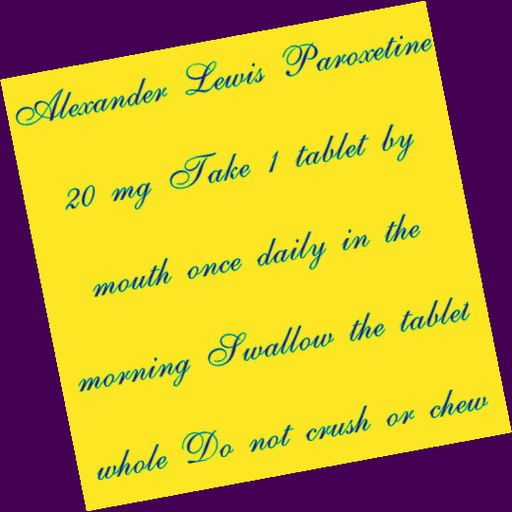 Alexander Lewis Paroxetine
20 mg Take 1 tablet by
mouth once daily in the
morning Swallow the tablet
whole Do not crush or chew